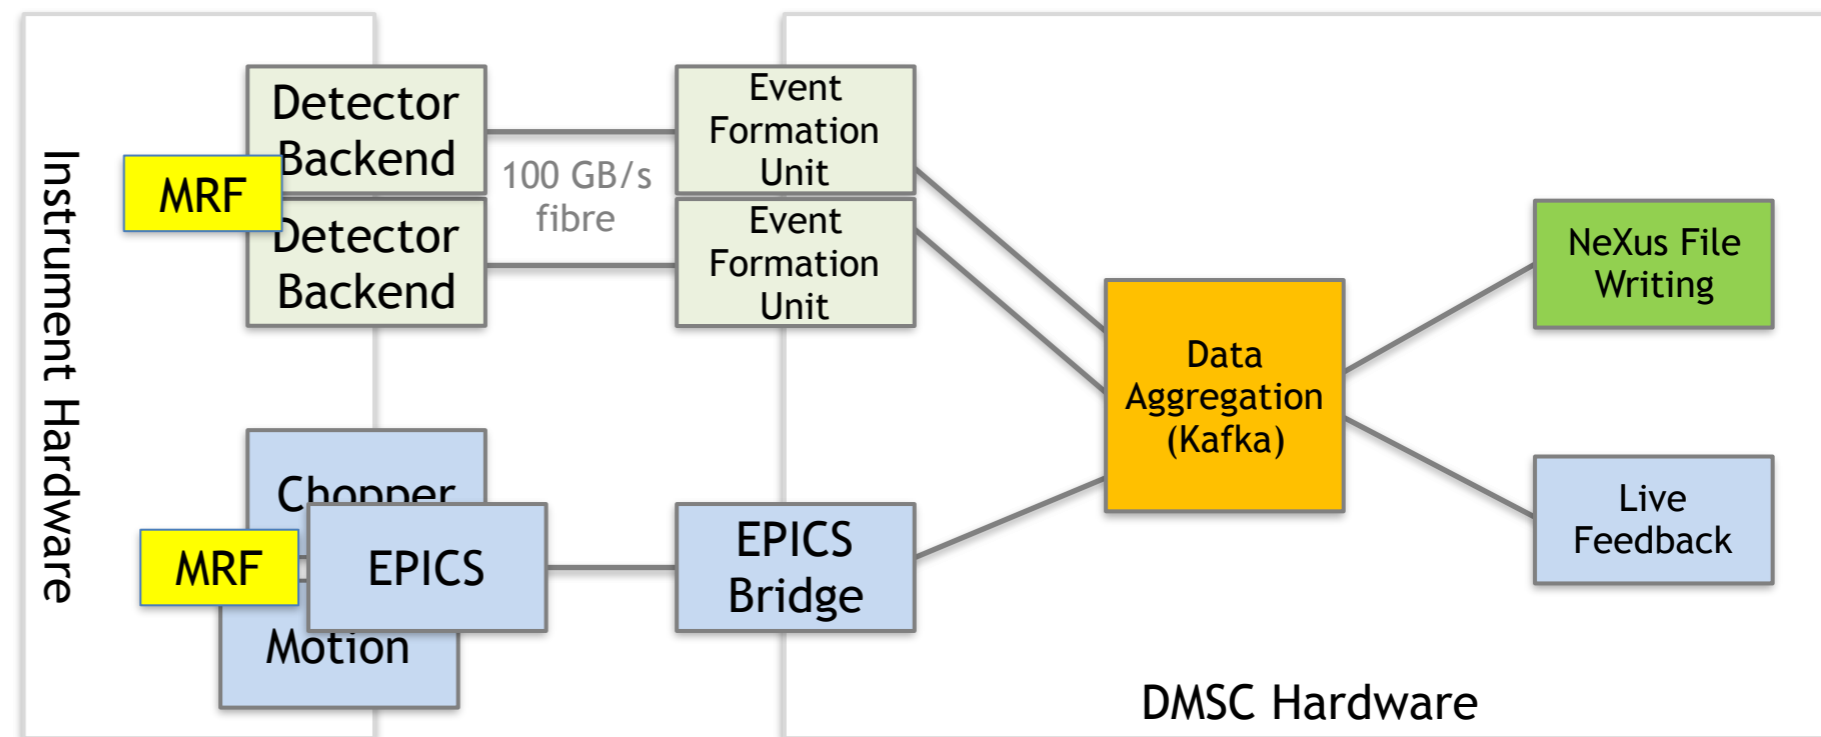 Instrument Hardware
MRF
Detector
Backend
Detector
Backend
100 GB/s
fibre
Event
Formation
Unit
Event
Formation
Unit
Chopper
MRF
EPICS
Motion
EPICS
Bridge
Data
Aggregation
(Kafka)
NeXus File
Writing
Live
Feedback
DMSC Hardware